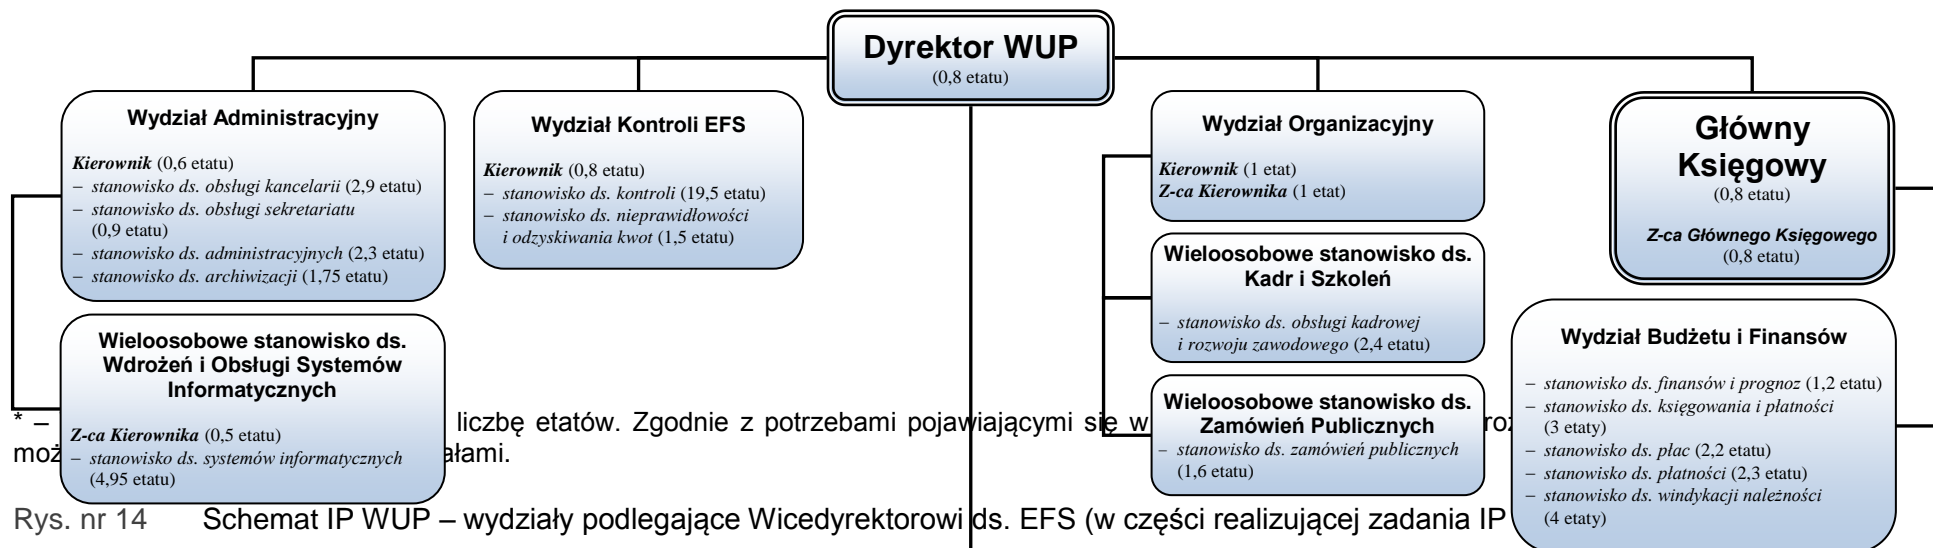 Dyrektor WUP
(0,8 etatu)
Wydział Administracyjny
Kierownik (0,6 etatu)
– stanowisko ds. obsługi kancelarii (2,9 etatu)
– stanowisko ds. obsługi sekretariatu
(0,9 etatu)
– stanowisko ds. administracyjnych (2,3 etatu)
– stanowisko ds. archiwizacji (1,75 etatu)
Wieloosobowe stanowisko ds.
Wdrożeń i Obsługi Systemów
Informatycznych
Z-ca Kierownika (0,5 etatu)
– stanowisko ds. systemów informatycznych
(4,95 etatu)
Wydział Kontroli EFS
Kierownik (0,8 etatu)
– stanowisko ds. kontroli (19,5 etatu)
– stanowisko ds. nieprawidłowości
i odzyskiwania kwot (1,5 etatu)
Wydział Organizacyjny
Kierownik (1 etat)
Z-ca Kierownika (1 etat)
Wieloosobowe stanowisko ds.
Kadr i Szkoleń
– stanowisko ds. obsługi kadrowej
i rozwoju zawodowego (2,4 etatu)
Wieloosobowe stanowisko ds.
Zamówień Publicznych
– stanowisko ds. zamówień publicznych
(1,6 etatu)
Główny
Księgowy
(0,8 etatu)
Z-ca Głównego Księgowego
(0,8 etatu)
Wydział Budżetu i Finansów
– stanowisko ds. finansów i prognoz (1,2 etatu)
– stanowisko ds. księgowania i płatności
(3 etaty)
– stanowisko ds. płac (2,2 etatu)
– stanowisko ds. płatności (2,3 etatu)
– stanowisko ds. windykacji należności
(4 etaty)
* – liczbę etatów. Zgodnie z potrzebami pojawiającymi się w
Rys. nr 14 Schemat IP WUP – wydziały podlegające Wicedyrektorowi ds. EFS (w części realizującej zadania IP